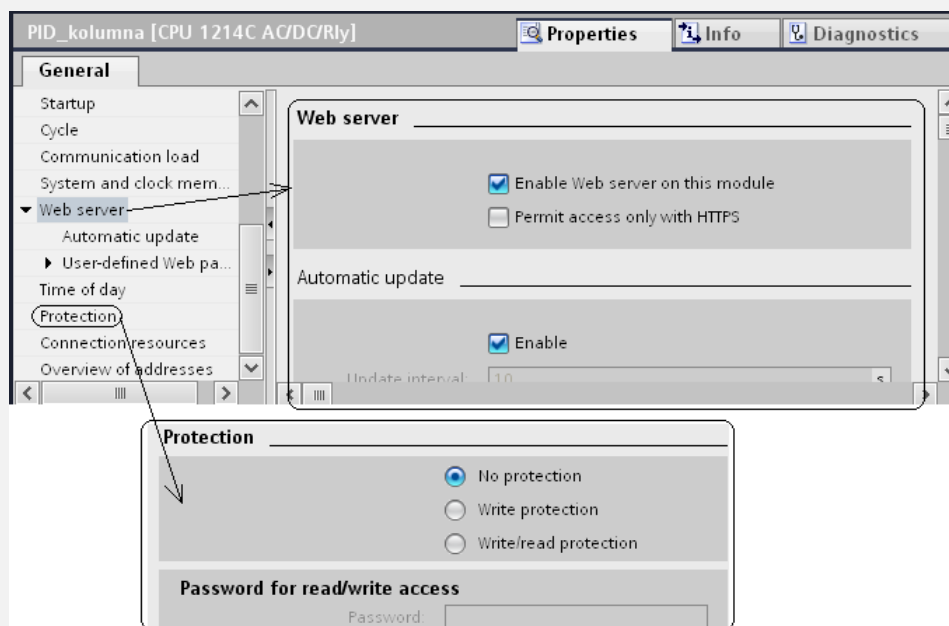 PID_kolumna [CPU 1214C AC/DC/Rly]
Properties
Info
Diagnostics
General
Startup
Cycle
Communication load
System and clock mem...
Web server
Automatic update
User-defined Web pa...
Time of day
Protection
Connection resources
Overview of addresses
Web server
Enable Web server on this module
Permit access only with HTTPS
Automatic update
Enable
Update interval: 10 s
Protection
No protection
Write protection
Write/read protection
Password for read/write access
Password: